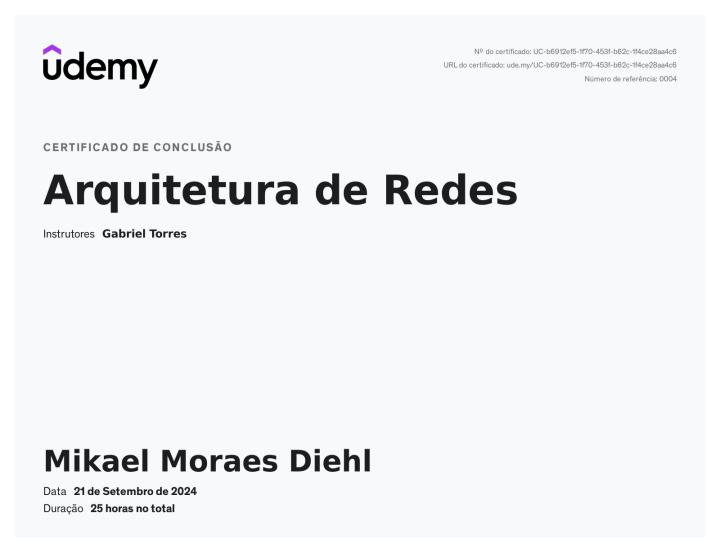 udemy
Nº do certificado: UC-b6912ef5-1f70-453f-b62c-1f4ce28aa4c6
URL do certificado: ude.my/UC-b6912ef5-1f70-453f-b62c-1f4ce28aa4c6
Número de referência: 0004
CERTIFICADO DE CONCLUSÃO
Arquitetura de Redes
Instrutores Gabriel Torres
Mikael Moraes Diehl
Data 21 de Setembro de 2024
Duração 25 horas no total